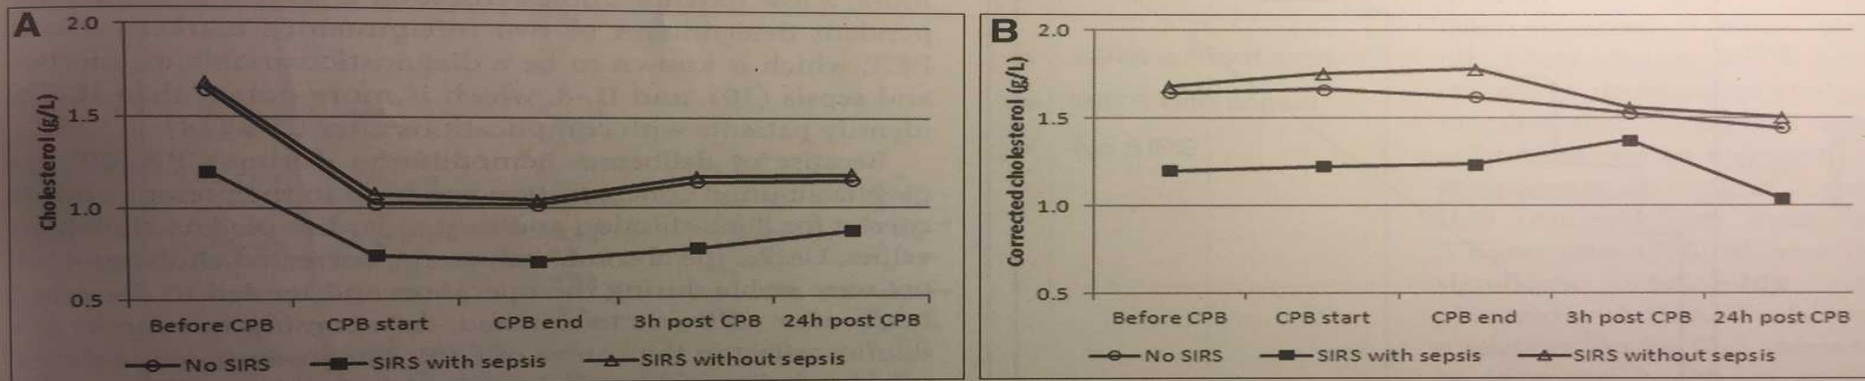 A
Cholesterol (g/L)
2.0
1.5
1.0
0.5
Before CPB CPB start CPB end 3h post CPB 24h post CPB
No SIRS SIRS with sepsis SIRS without sepsis
B
Corrected cholesterol (g/L)
2.0
1.5
1.0
0.5
Before CPB CPB start CPB end 3h post CPB 24h post CPB
No SIRS SIRS with sepsis SIRS without sepsis